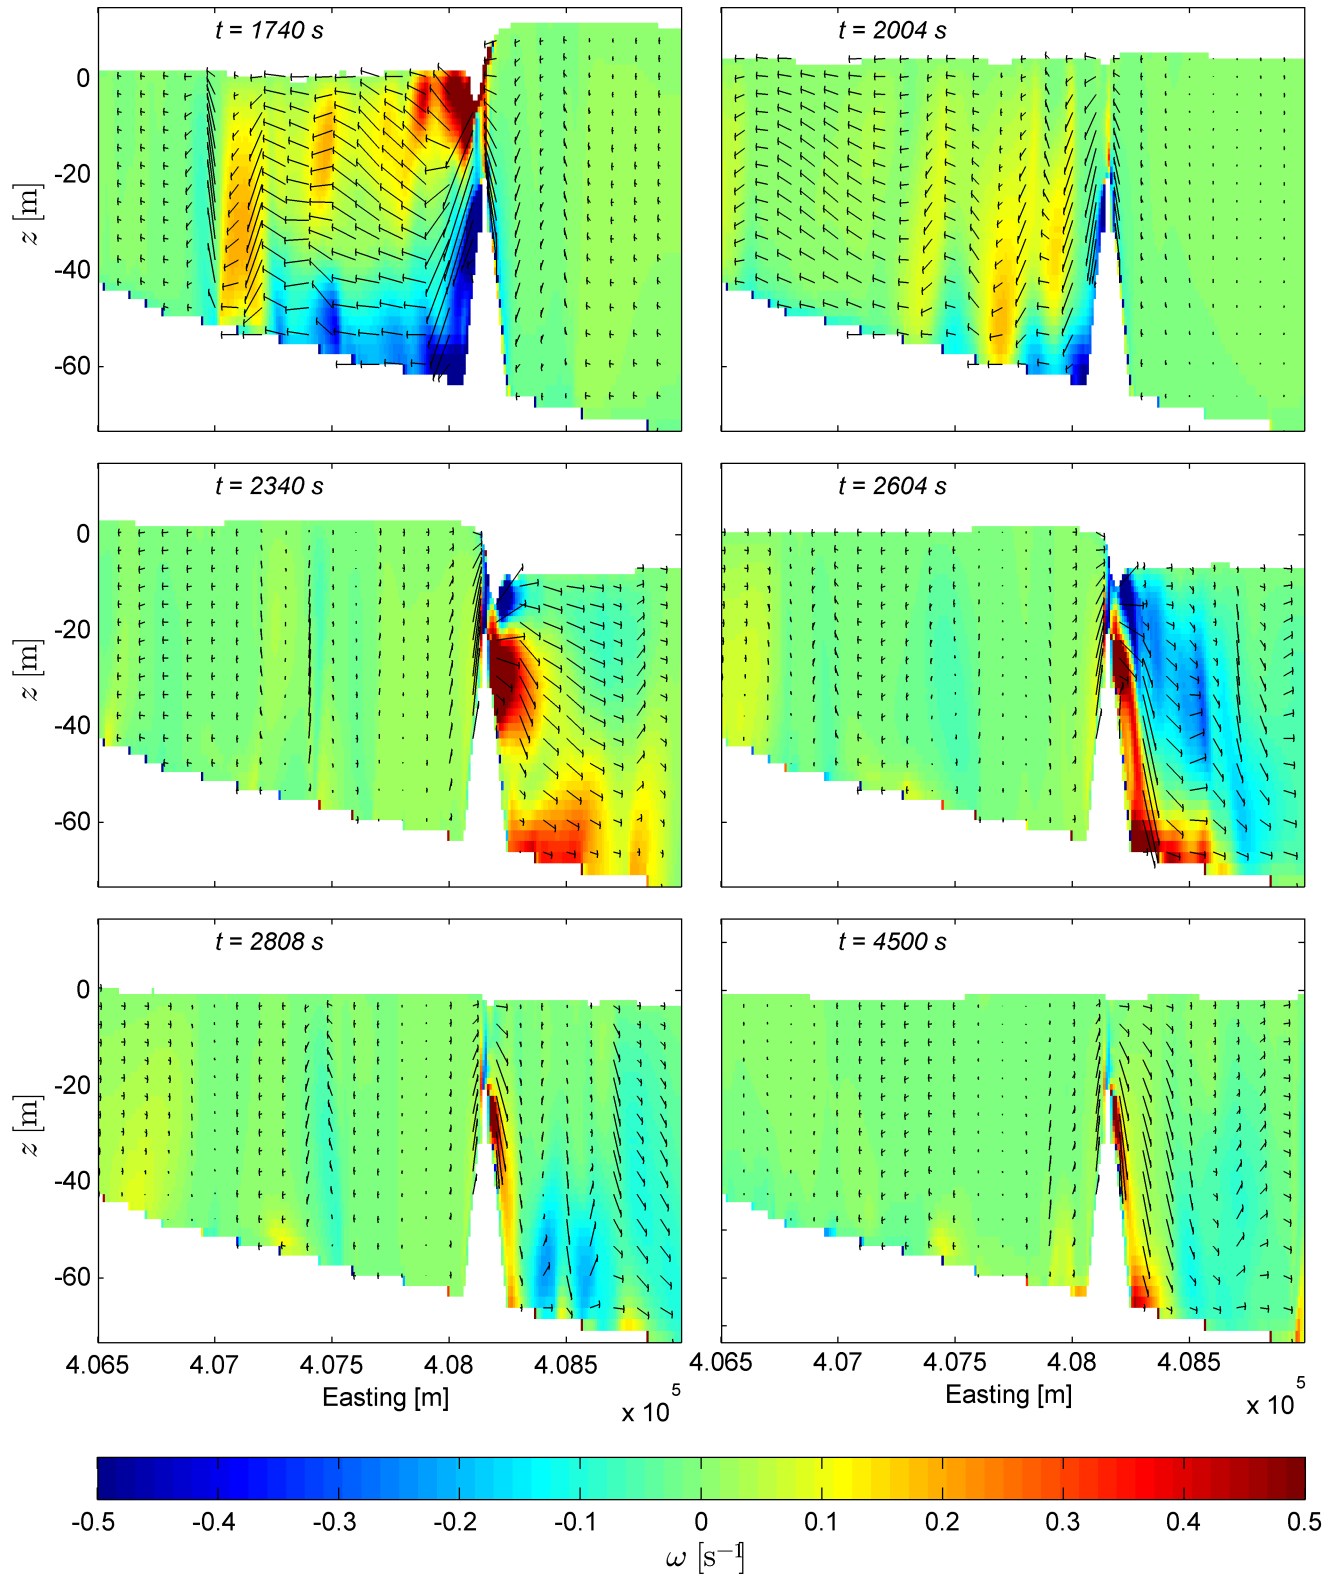 t = 1740 s
t = 2004 s
0
-20
-40
-60
z [m]
t = 2340 s
t = 2604 s
0
-20
-40
-60
z [m]
t = 2808 s
t = 4500 s
0
-20
-40
-60
z [m]
4.065 4.07 4.075 4.08 4.085
4.065 4.07 4.075 4.08 4.085
Easting [m]
x 10^5
Easting [m]
x 10^5
-0.5 -0.4 -0.3 -0.2 -0.1 0 0.1 0.2 0.3 0.4 0.5
ω [s−1]